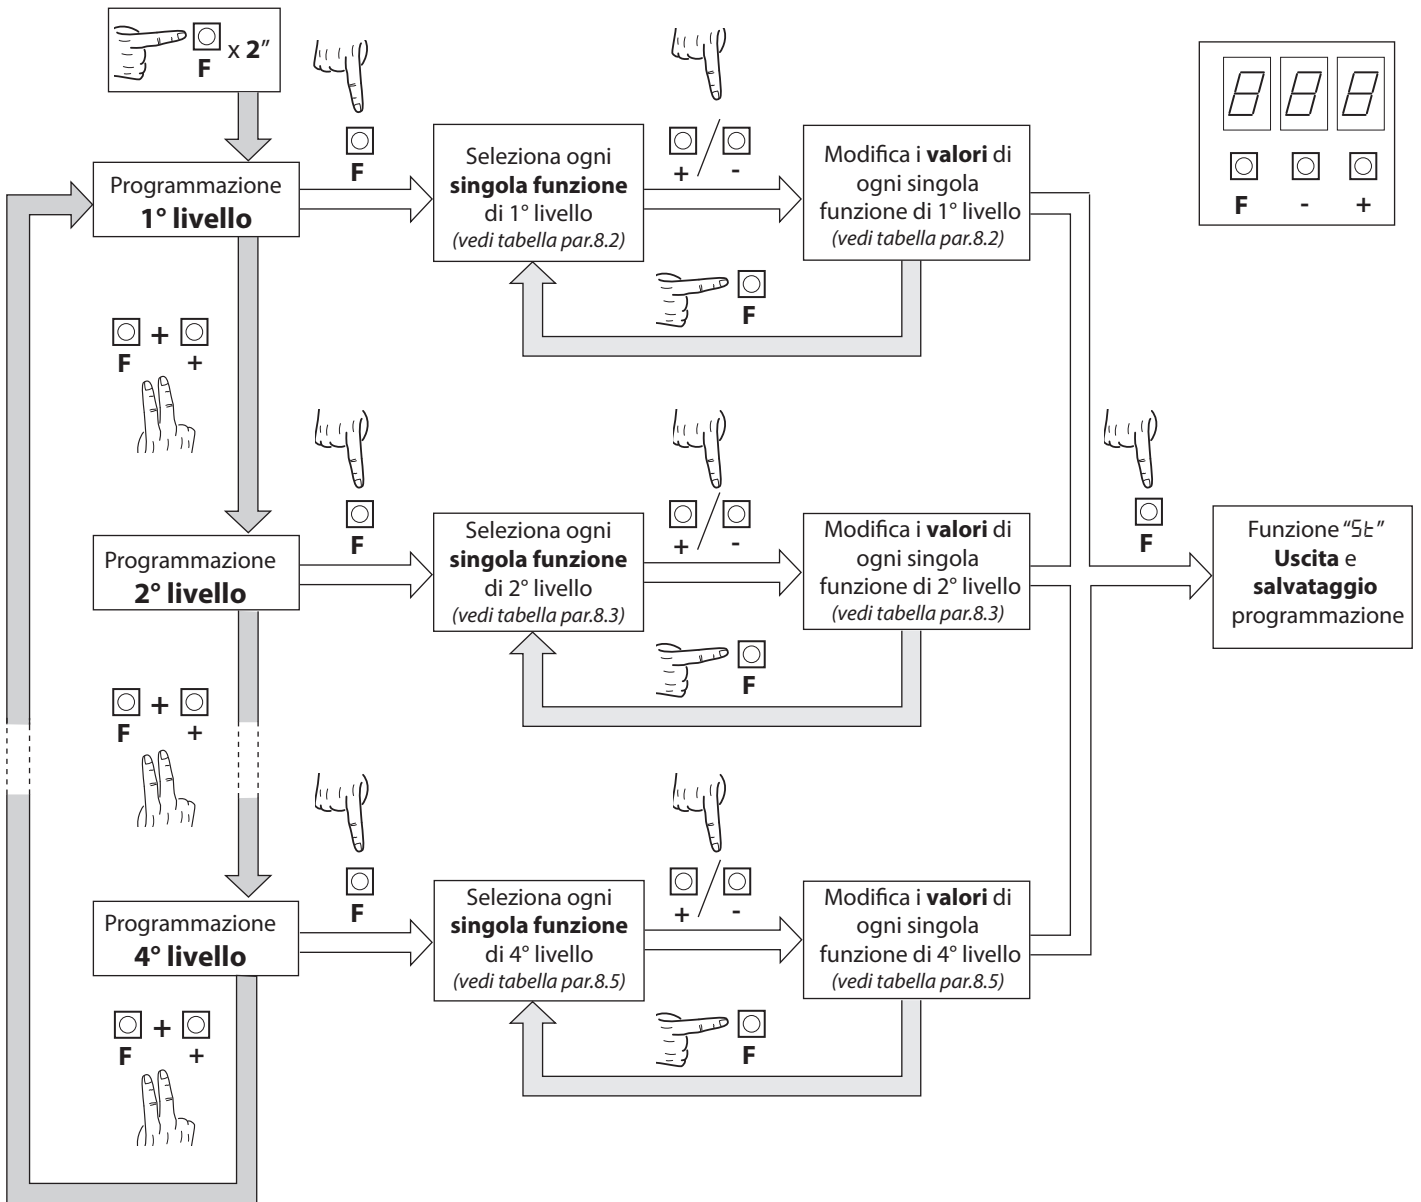 F x 2"
F
+ / -
F - +
Programmazione
1° livello
Seleziona ogni
singola funzione
di 1° livello
(vedi tabella par.8.2)
Modifica i valori di
ogni singola
funzione di 1° livello
(vedi tabella par.8.2)
F
+
F +
F
+ / -
F
Programmazione
2° livello
Seleziona ogni
singola funzione
di 2° livello
(vedi tabella par.8.3)
Modifica i valori di
ogni singola
funzione di 2° livello
(vedi tabella par.8.3)
Funzione “St”
Uscita e
salvataggio
programmazione
F
+
F +
F
+ / -
Programmazione
4° livello
Seleziona ogni
singola funzione
di 4° livello
(vedi tabella par.8.5)
Modifica i valori di
ogni singola
funzione di 4° livello
(vedi tabella par.8.5)
F
+
F +